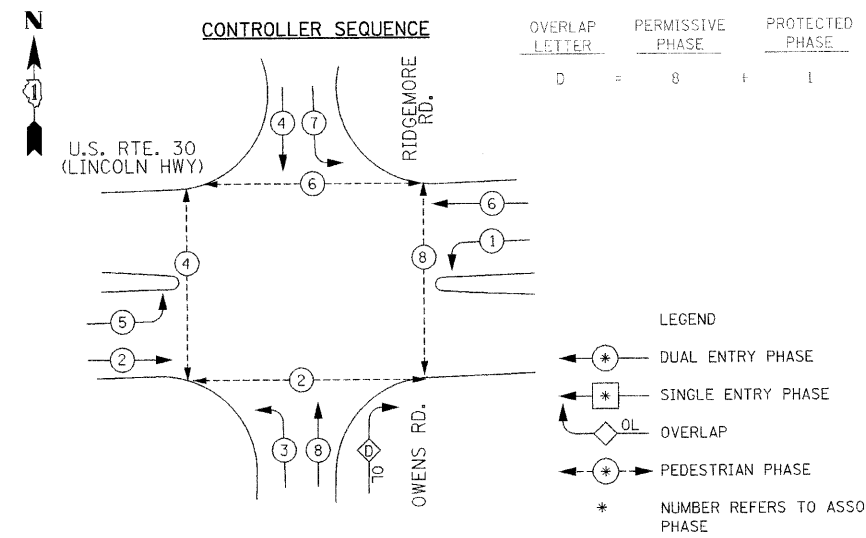 N
1
CONTROLLER SEQUENCE
OVERLAP LETTER
PERMISSIVE PHASE
PROTECTED PHASE
D = 8 + 1
RIDGEMORE RD.
U.S. RTE. 30
(LINCOLN HWY)
4
7
6
6
1
4
8
5
2
2
3
8
D
OL
OWENS RD.
LEGEND
* DUAL ENTRY PHASE
* SINGLE ENTRY PHASE
OL OVERLAP
* PEDESTRIAN PHASE
* NUMBER REFERS TO ASSO
PHASE